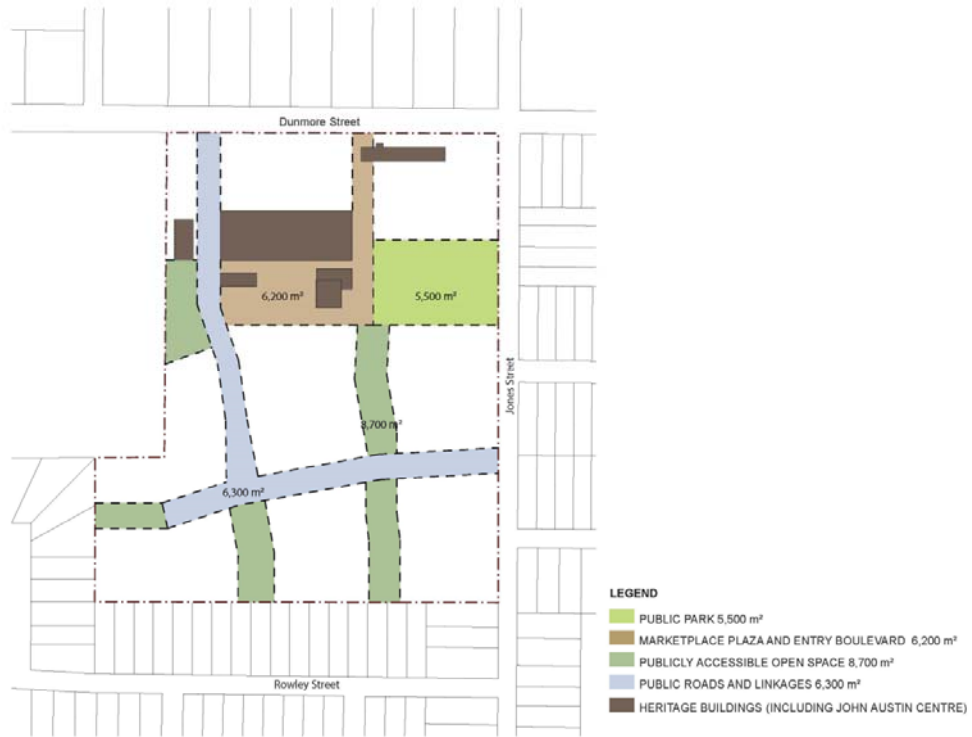 Dunmore Street
6,200 m²
5,500 m²
Jones Street
8,700 m²
6,300 m²
Rowley Street
LEGEND
PUBLIC PARK 5,500 m²
MARKETPLACE PLAZA AND ENTRY BOULEVARD 6,200 m²
PUBLICLY ACCESSIBLE OPEN SPACE 8,700 m²
PUBLIC ROADS AND LINKAGES 6,300 m²
HERITAGE BUILDINGS (INCLUDING JOHN AUSTIN CENTRE)